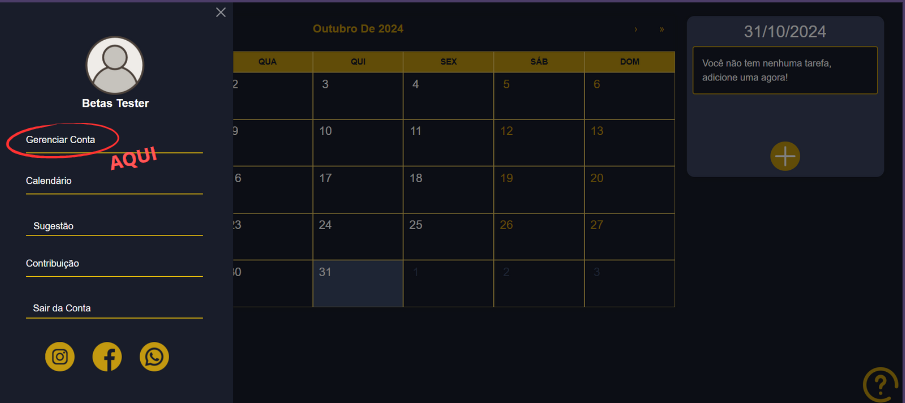 Betas Tester
Gerenciar Conta
AQUI
Calendário
Sugestão
Contribuição
Sair da Conta
Outubro De 2024
› »
QUA QUI SEX SÁB DOM
2 3 4 5 6
9 10 11 12 13
6 17 18 19 20
23 24 25 26 27
30 31 1 2 3
31/10/2024
Você não tem nenhuma tarefa,
adicione uma agora!
?